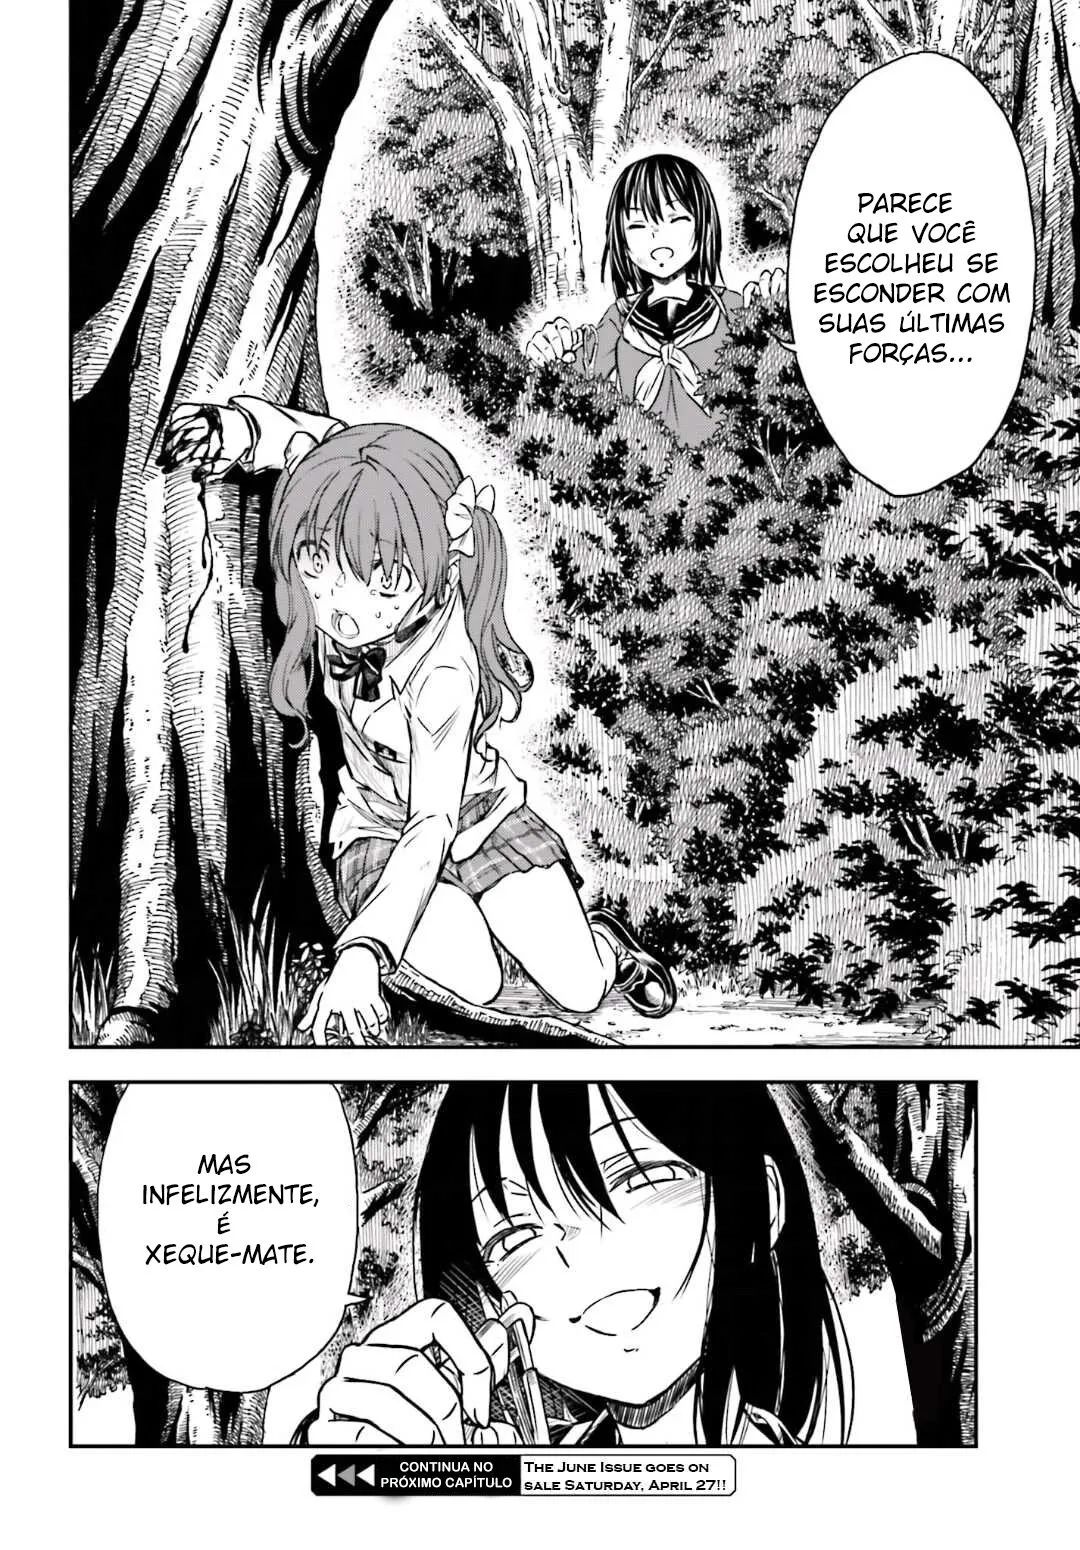 PARECE
QUE VOCÊ
ESCOLHEU SE
ESCONDER COM
SUAS ÚLTIMAS
FORÇAS...
MAS
INFELIZMENTE,
É
XEQUE-MATE.
CONTINUA NO
PRÓXIMO CAPÍTULO
THE JUNE ISSUE GOES ON
SALE SATURDAY, APRIL 27!!